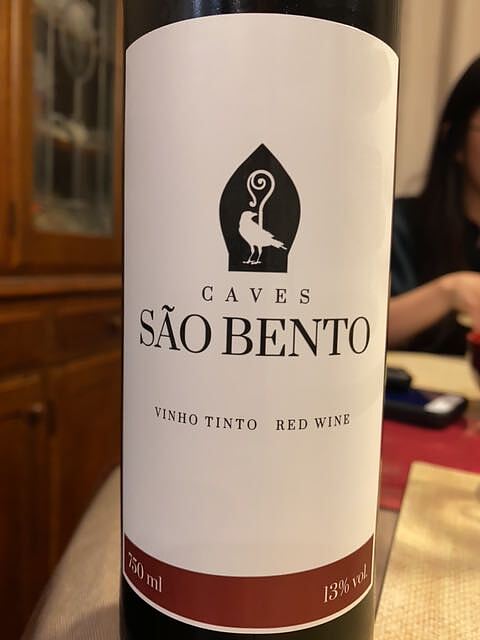 CAVES
SÃO BENTO
VINHO TINTO RED WINE
750 ml
13% vol.